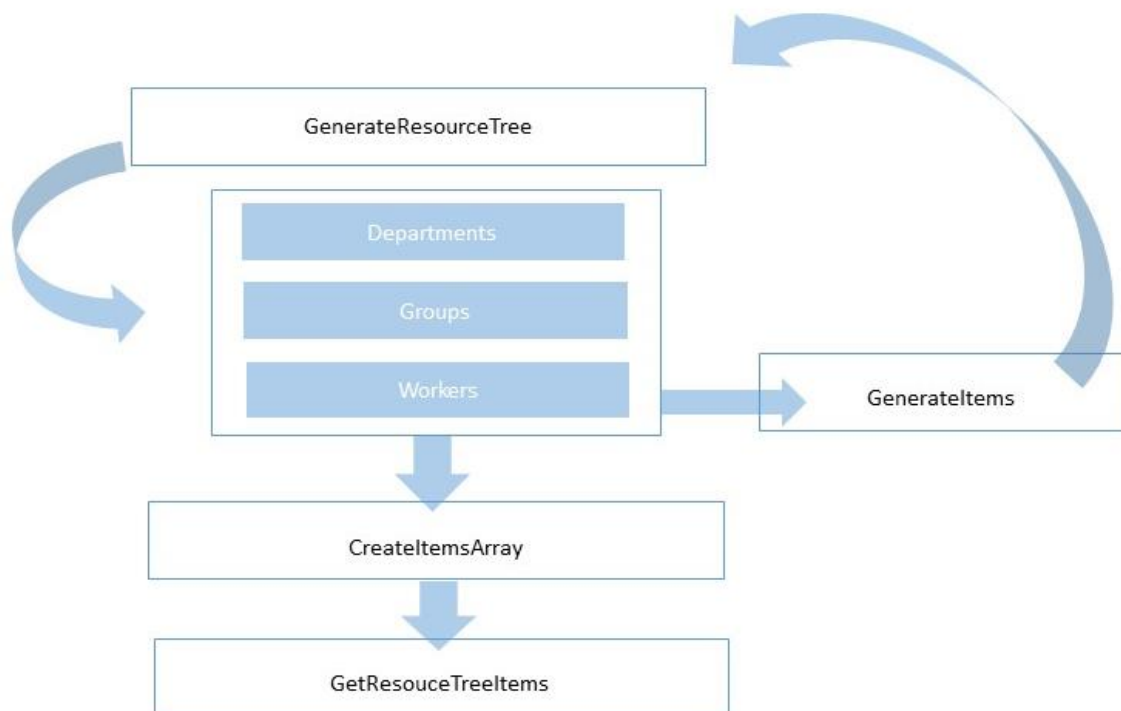 GenerateResourceTree
Departments
Groups
Workers
GenerateItems
CreateItemsArray
GetResouceTreeItems